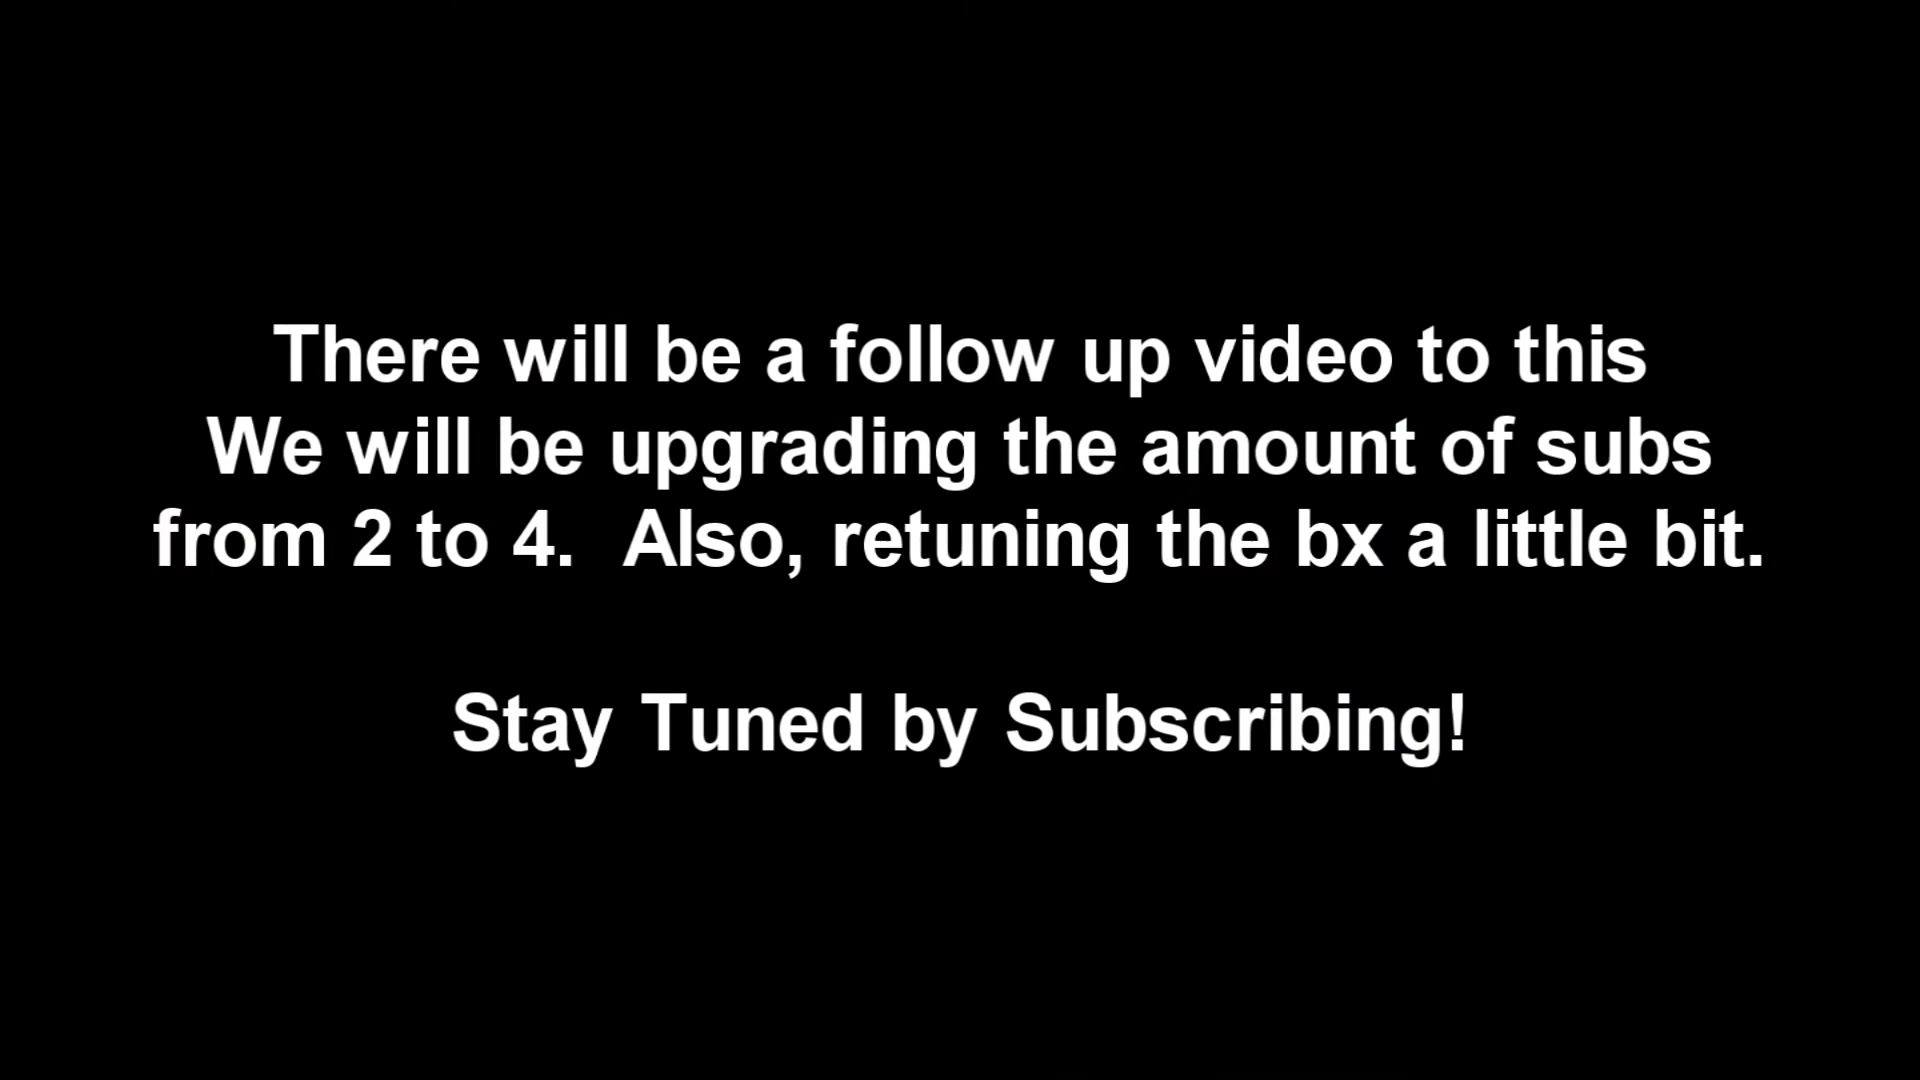 There will be a follow up video to this
We will be upgrading the amount of subs
from 2 to 4.  Also, retuning the bx a little bit.
Stay Tuned by Subscribing!